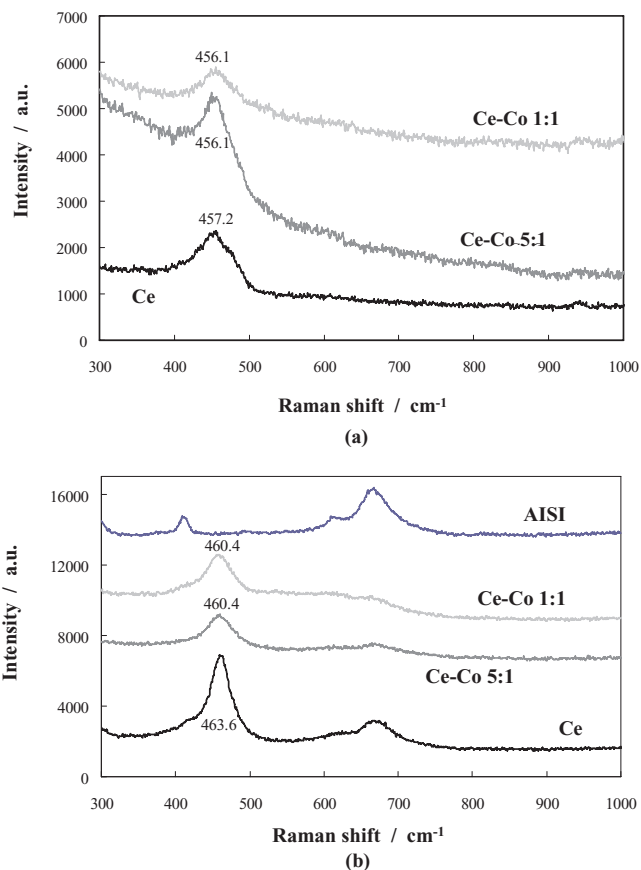 7000
6000
5000
4000
3000
2000
1000
0
Intensity / a.u.
456.1
Ce-Co 1:1
456.1
457.2
Ce-Co 5:1
Ce
300 400 500 600 700 800 900 1000
Raman shift / cm-1
(a)
16000
12000
8000
4000
0
Intensity / a.u.
AISI
460.4
Ce-Co 1:1
460.4
Ce-Co 5:1
463.6
Ce
300 400 500 600 700 800 900 1000
Raman shift / cm-1
(b)